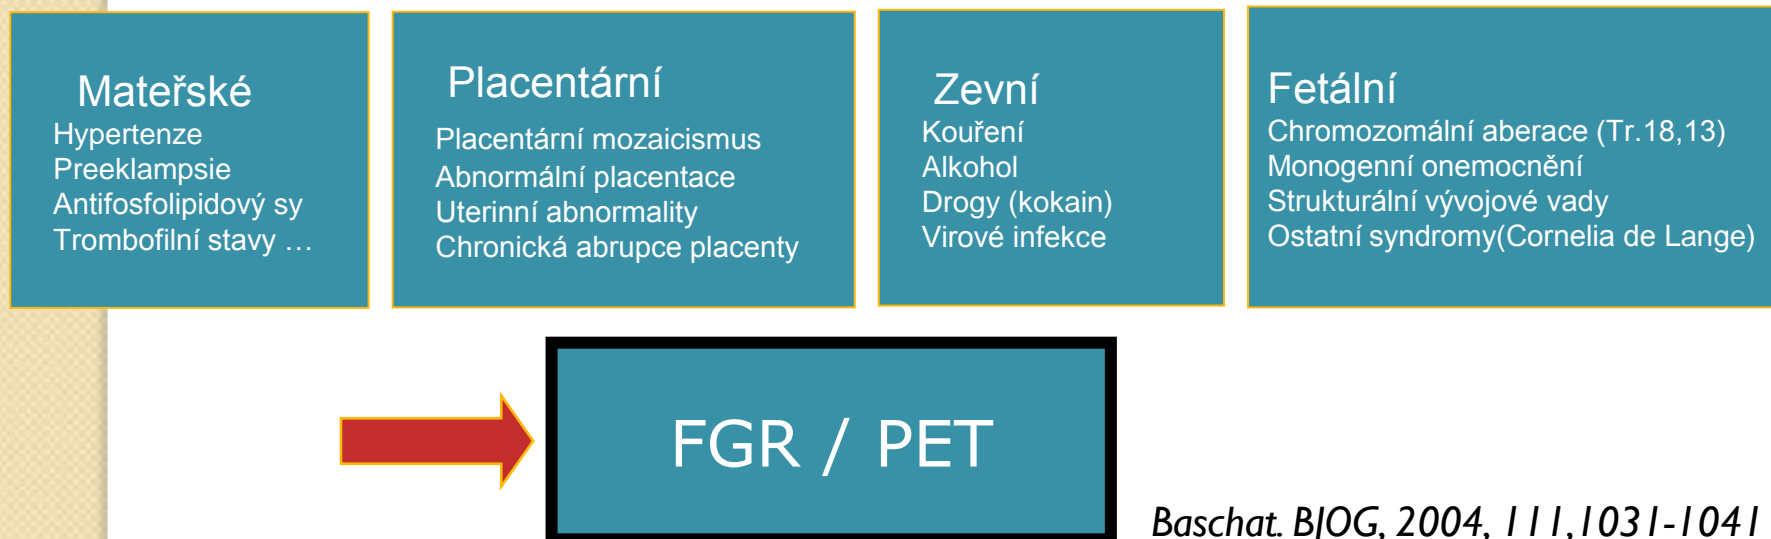 Mateřské
Hypertenze
Preeklampsie
Antifosfolipidový sy
Trombofilní stavy …
Placentární
Placentární mozaicismus
Abnormální placentace
Uterinní abnormality
Chronická abrupce placenty
Zevní
Kouření
Alkohol
Drogy (kokain)
Virové infekce
Fetální
Chromozomální aberace (Tr.18,13)
Monogenní onemocnění
Strukturální vývojové vady
Ostatní syndromy(Cornelia de Lange)
FGR / PET
Baschat. BJOG, 2004, 111,1031-1041